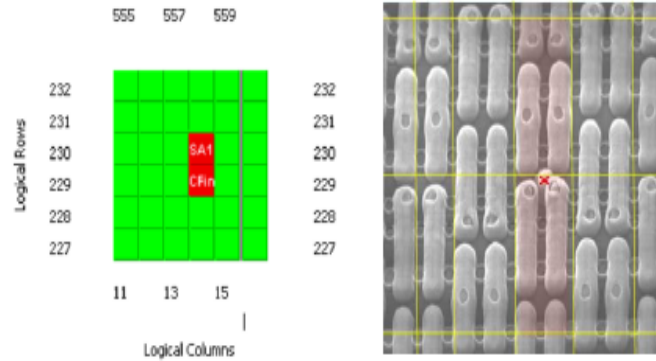 555 557 559
232 232
231 231
Logical Rows 230 SA1 230
229 CFin 229
228 228
227 227
11 13 15
Logical Columns